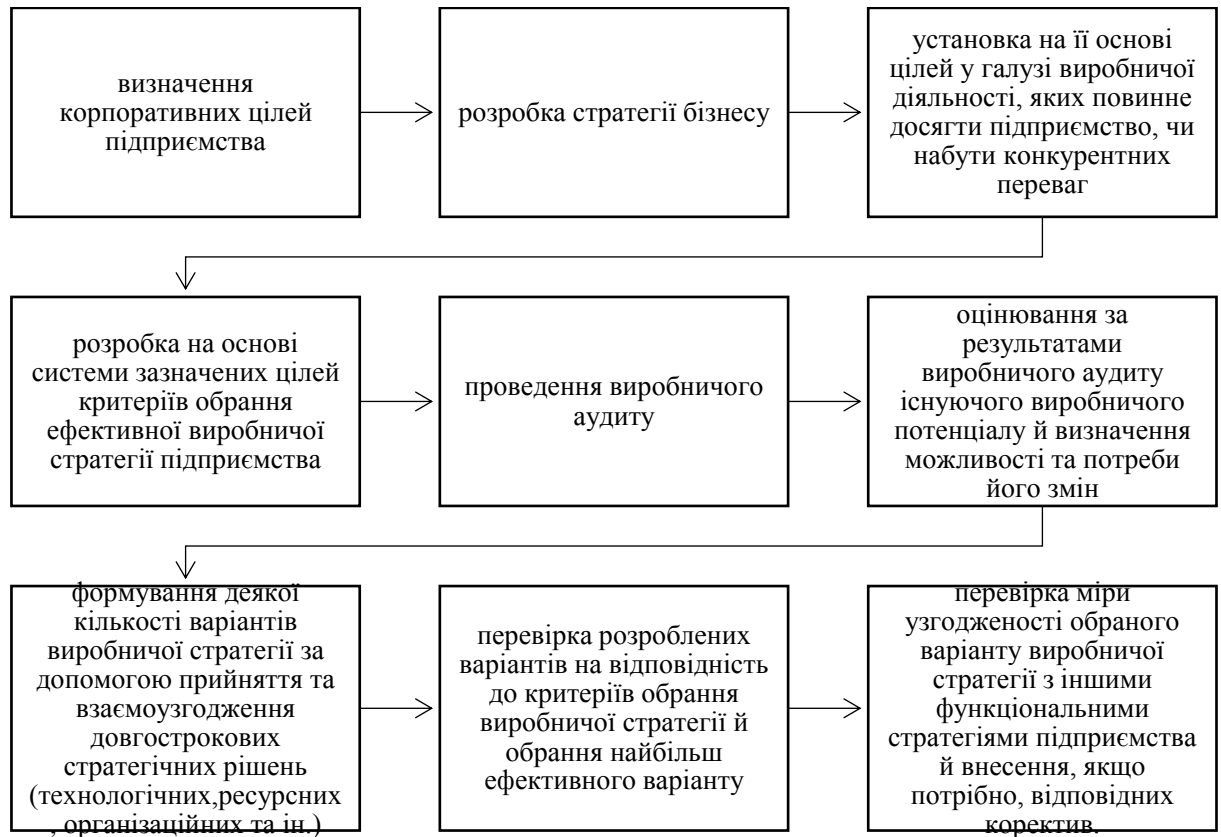 визначення
корпоративних цілей
підприємства
розробка стратегії бізнесу
установка на її основі
цілей у галузі виробничої
діяльності, яких повинне
досягти підприємство, чи
набути конкурентних
переваг
розробка на основі
системи зазначених цілей
критеріїв обрання
ефективної виробничої
стратегії підприємства
проведення виробничого
аудиту
оцінювання за
результатами
виробничого аудиту
існуючого виробничого
потенціалу й визначення
можливості та потреби
його змін
формування деякої
кількості варіантів
виробничої стратегії за
допомогою прийняття та
взаємоузгодження
довгострокових
стратегічних рішень
(технологічних,ресурсних
, організаційних та ін.)
перевірка розроблених
варіантів на відповідність
до критеріїв обрання
виробничої стратегії й
обрання найбільш
ефективного варіанту
перевірка міри
узгодженості обраного
варіанту виробничої
стратегії з іншими
функціональними
стратегіями підприємства
й внесення, якщо
потрібно, відповідних
коректив.